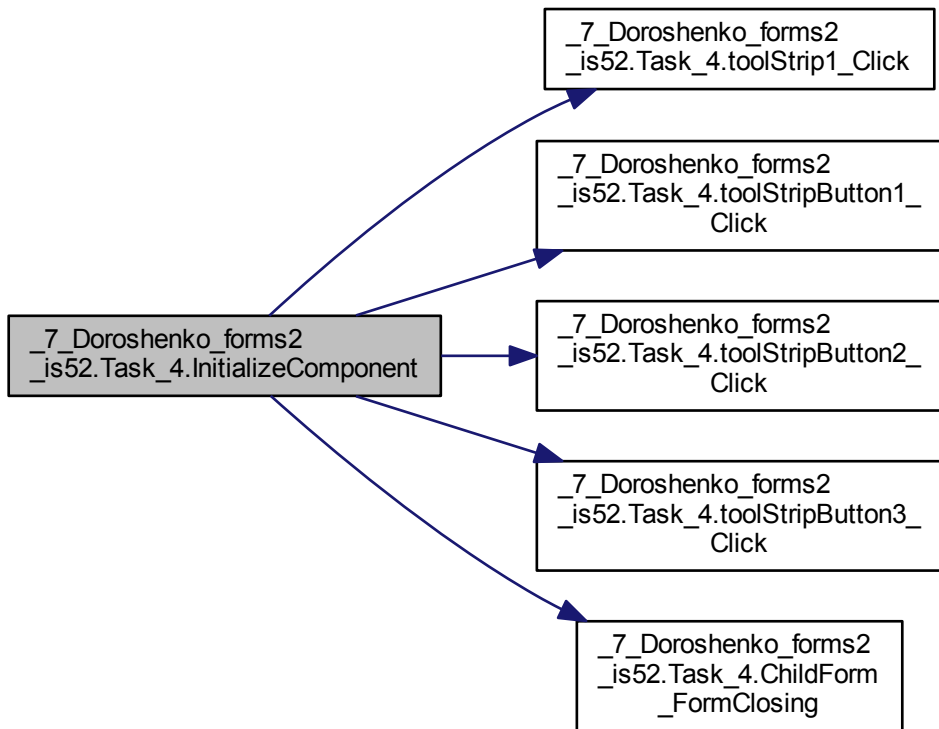 _7_Doroshenko_forms2
_is52.Task_4.toolStrip1_Click
_7_Doroshenko_forms2
_is52.Task_4.toolStripButton1_
Click
_7_Doroshenko_forms2
_is52.Task_4.InitializeComponent
_7_Doroshenko_forms2
_is52.Task_4.toolStripButton2_
Click
_7_Doroshenko_forms2
_is52.Task_4.toolStripButton3_
Click
_7_Doroshenko_forms2
_is52.Task_4.ChildForm
_FormClosing